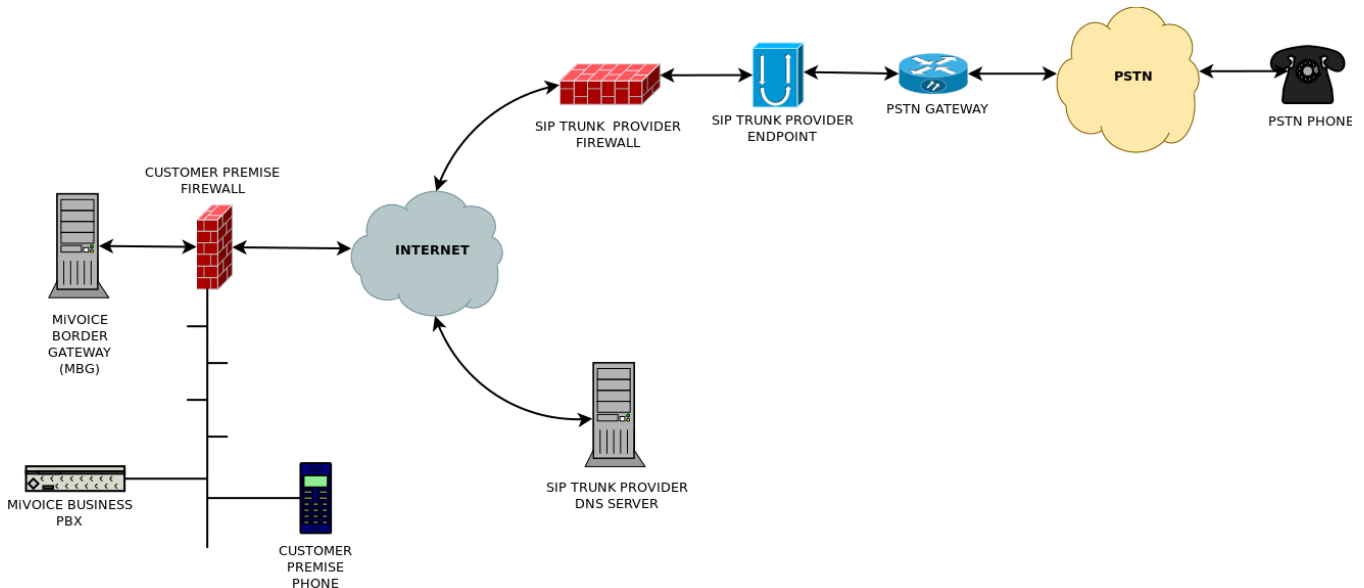 PSTN
SIP TRUNK PROVIDER
FIREWALL
SIP TRUNK PROVIDER
ENDPOINT
PSTN GATEWAY
PSTN PHONE
CUSTOMER PREMISE
FIREWALL
INTERNET
MiVOICE
BORDER
GATEWAY
(MBG)
SIP TRUNK PROVIDER
DNS SERVER
MiVOICE BUSINESS
PBX
CUSTOMER
PREMISE
PHONE